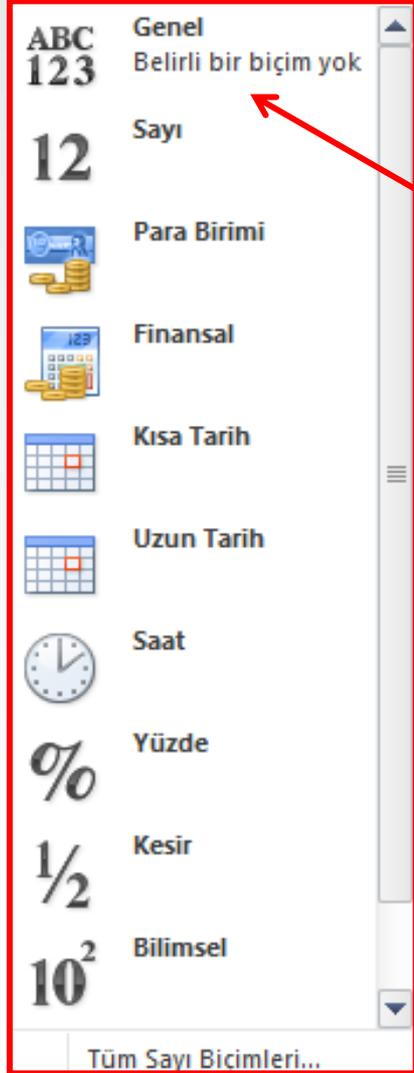 ABC
123
Genel
Belirli bir biçim yok
12
Sayı
Para Birimi
123
Finansal
Kısa Tarih
Uzun Tarih
Saat
%
Yüzde
1/2
Kesir
10²
Bilimsel
Tüm Sayı Biçimleri...